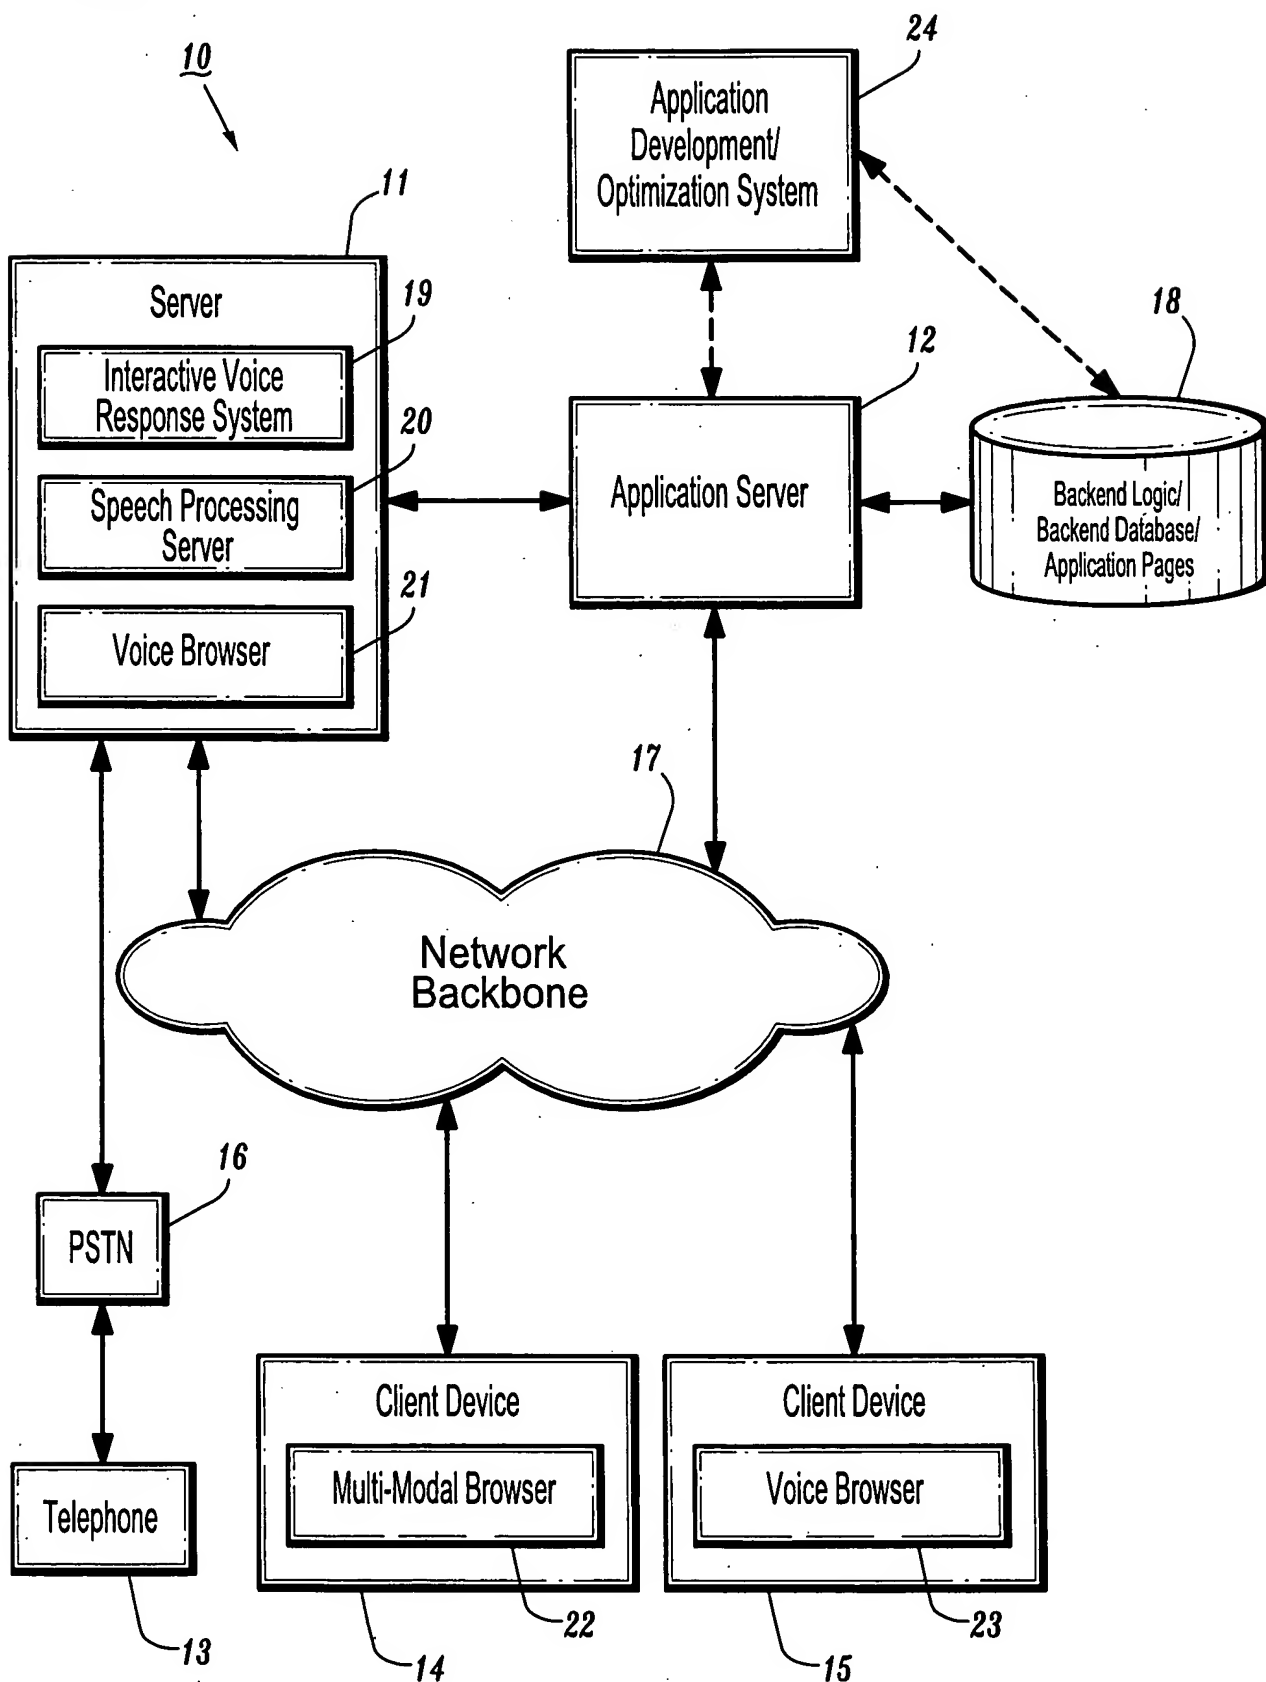 10
24
Application
Development/
Optimization System
11
Server
19
Interactive Voice
Response System
20
Speech Processing
Server
21
Voice Browser
12
Application Server
18
Backend Logic/
Backend Database/
Application Pages
17
Network
Backbone
16
PSTN
Telephone
13
Client Device
Multi-Modal Browser
22
14
Client Device
Voice Browser
23
15